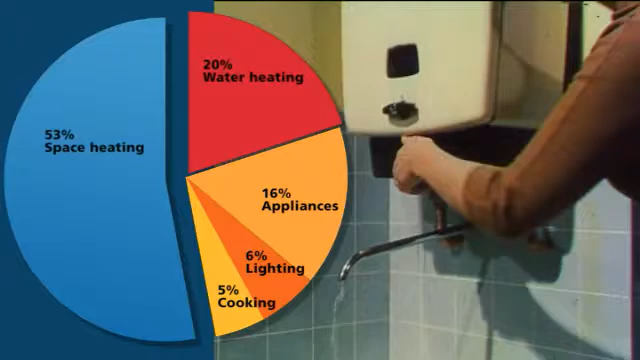 20%
Water heating
53%
Space heating
16%
Appliances
6%
Lighting
5%
Cooking